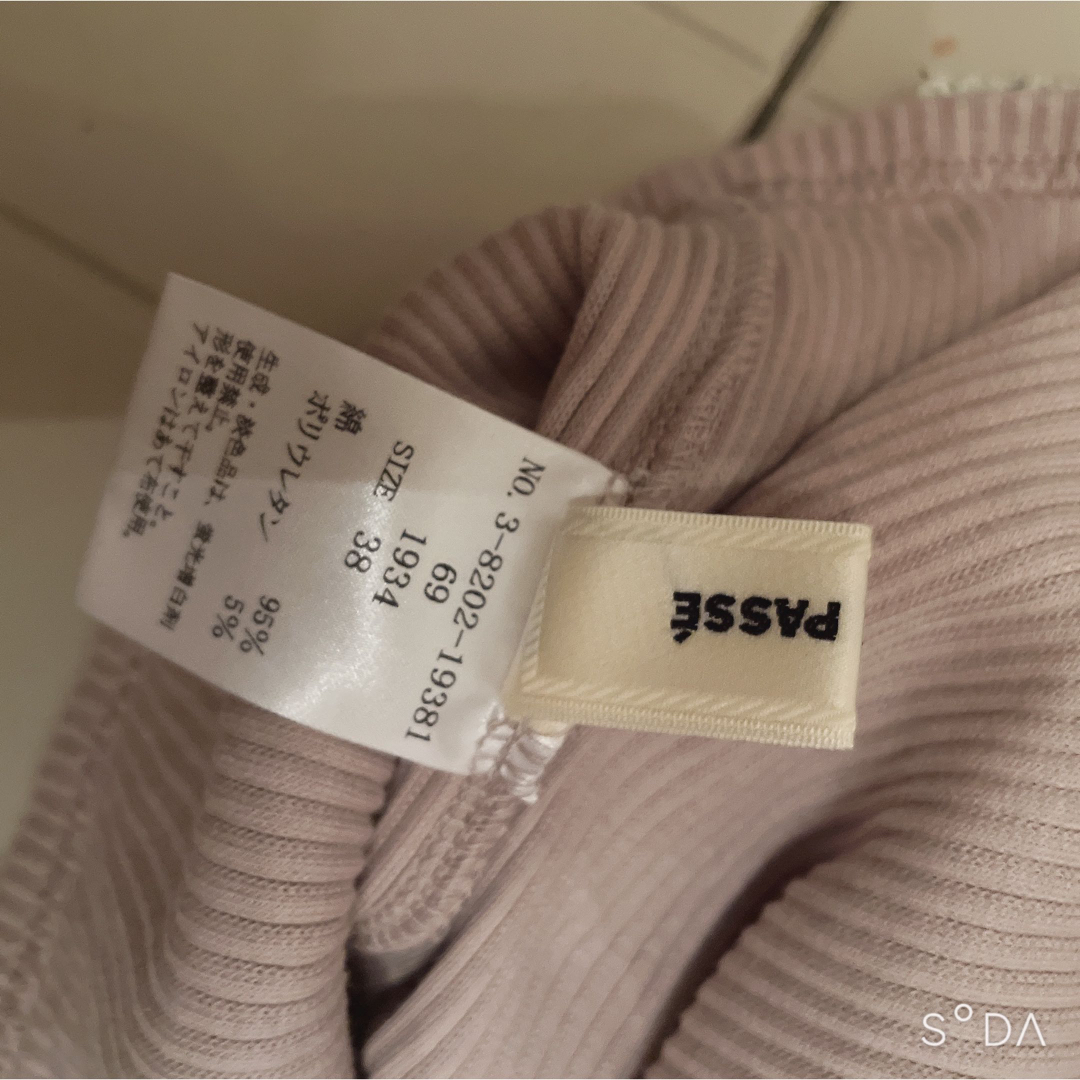 NO. 3-8202-19381
69
1934
SIZE 38
綿 95%
ポリウレタン 5%
生成・淡色品は、蛍光増白剤
使用禁止。
形を整えて干すこと。
アイロンはあて布使用。
PASSÉ
S°DA